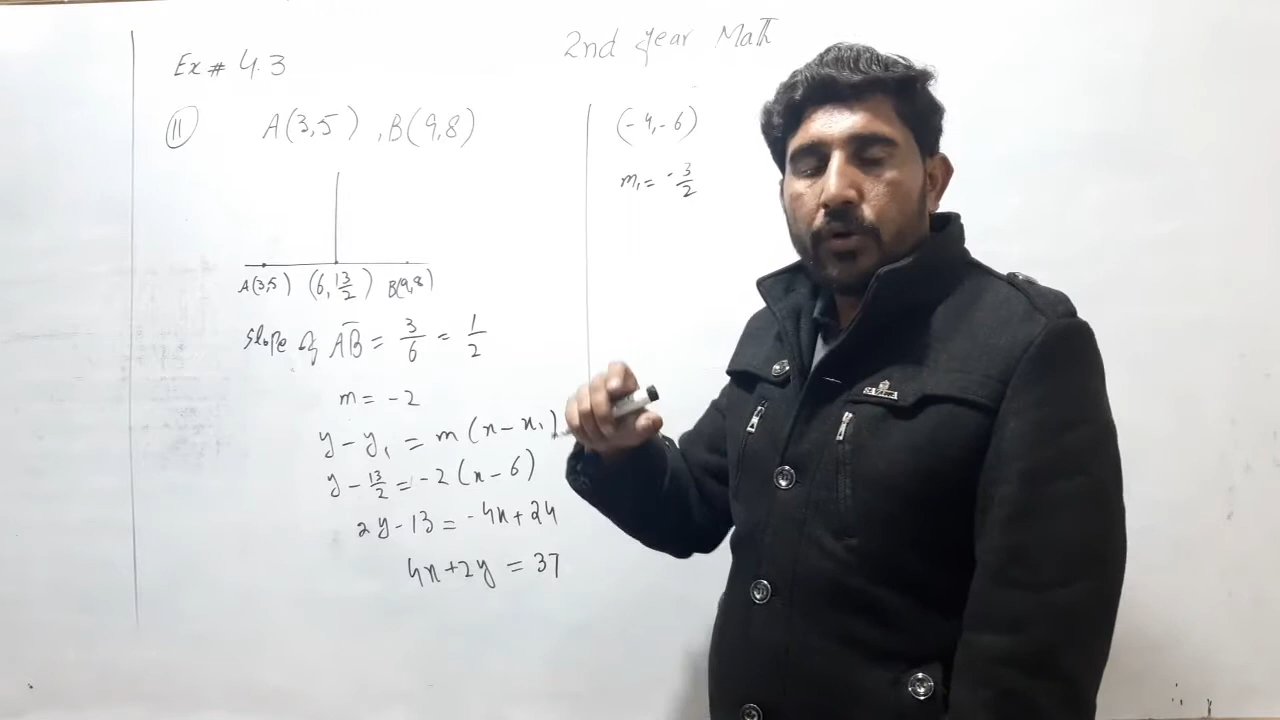 2nd year Math
Ex # 4.3
11 A(3,5) , B(9,8)
A(3,5) (6, 13/2) B(9,8)
Slope of AB = 3/6 = 1/2
m = -2
y - y₁ = m(x - x₁)
y - 13/2 = -2(x - 6)
2y - 13 = -4x + 24
4x + 2y = 37
(-4, -6)
m₁ = -3/2